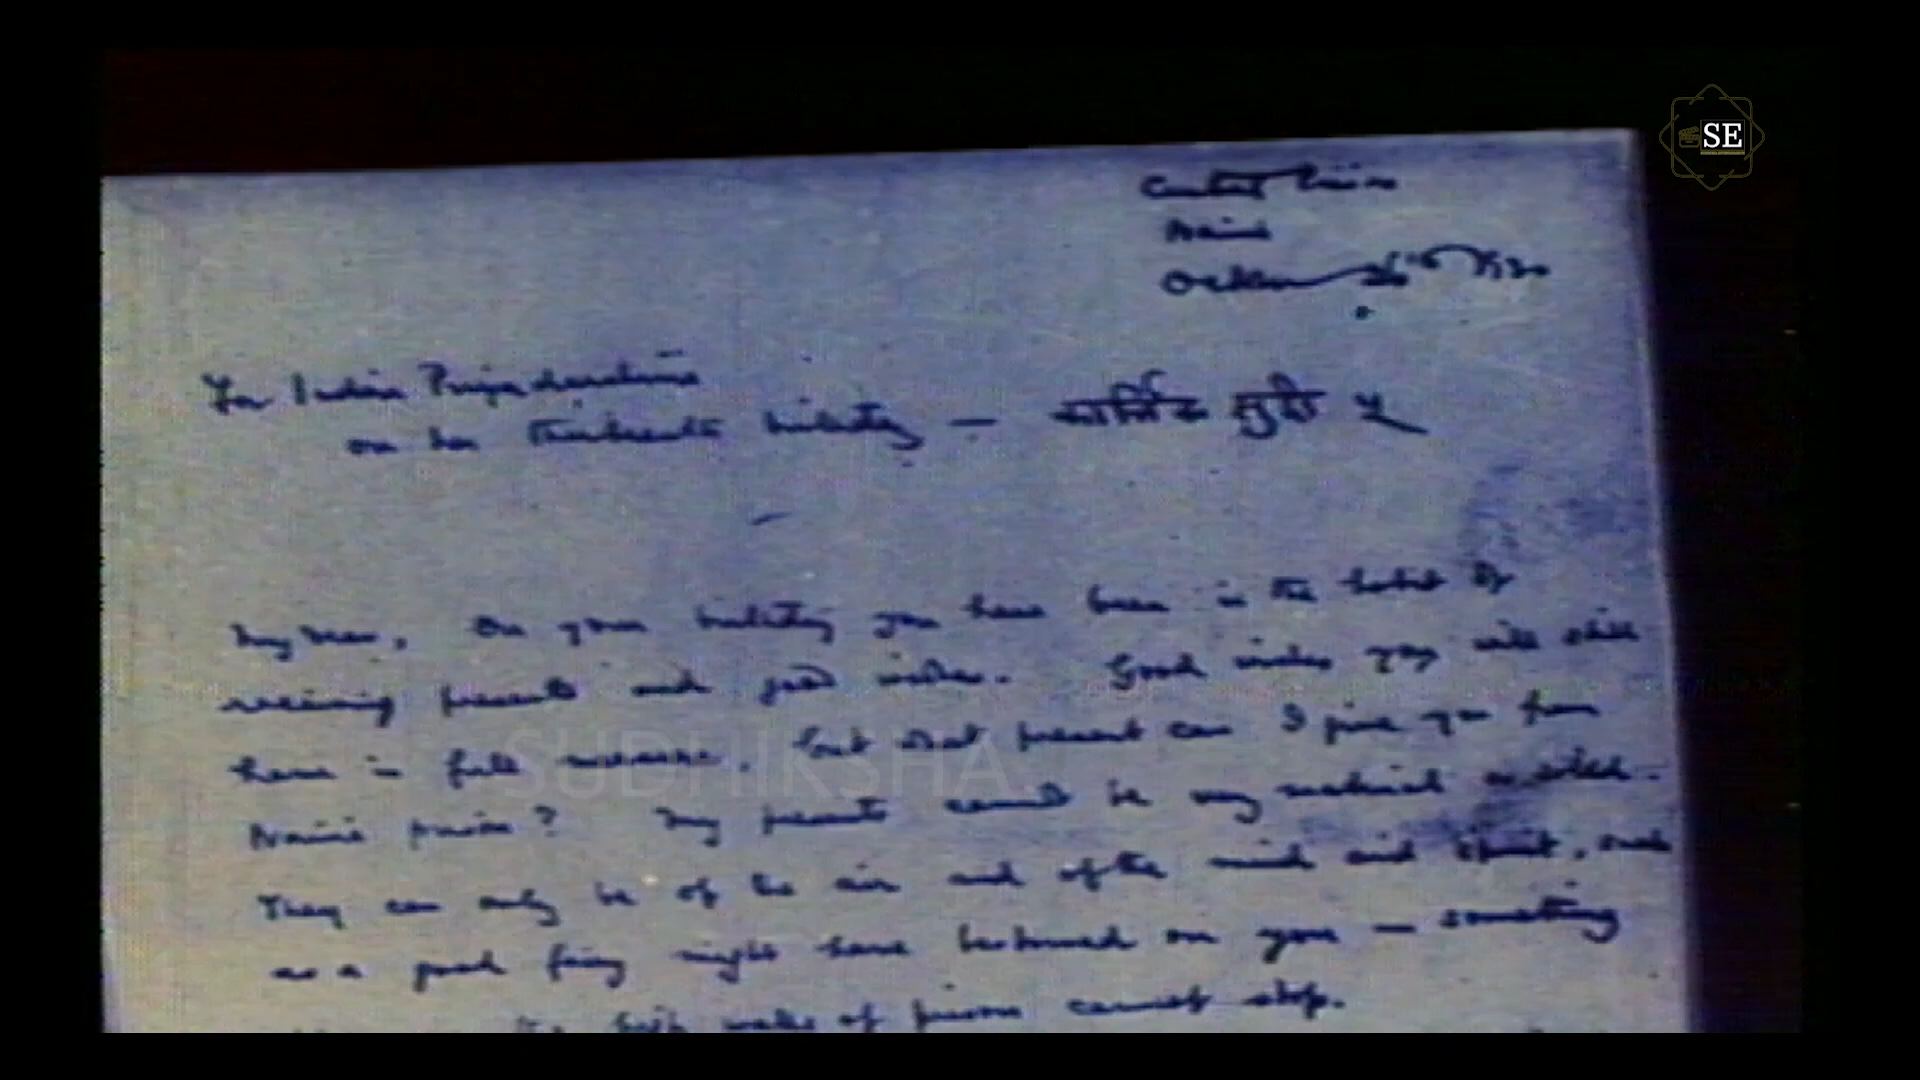 SE
Central Prison
Naini
October 26th 1930
For Indira Priyadarshini
on her thirteenth birthday — कार्तिक सुदी ५
My dear, On your birthday you have been in the habit of
receiving presents and good wishes. Good wishes you will still
have in full measure, but what present can I give you from
Naini prison? My presents cannot be very material or solid.
They can only be of the air and of the mind and spirit, such
as a good fairy might have bestowed on you — something
high walls of prison cannot stop.
SUDHIKSHA